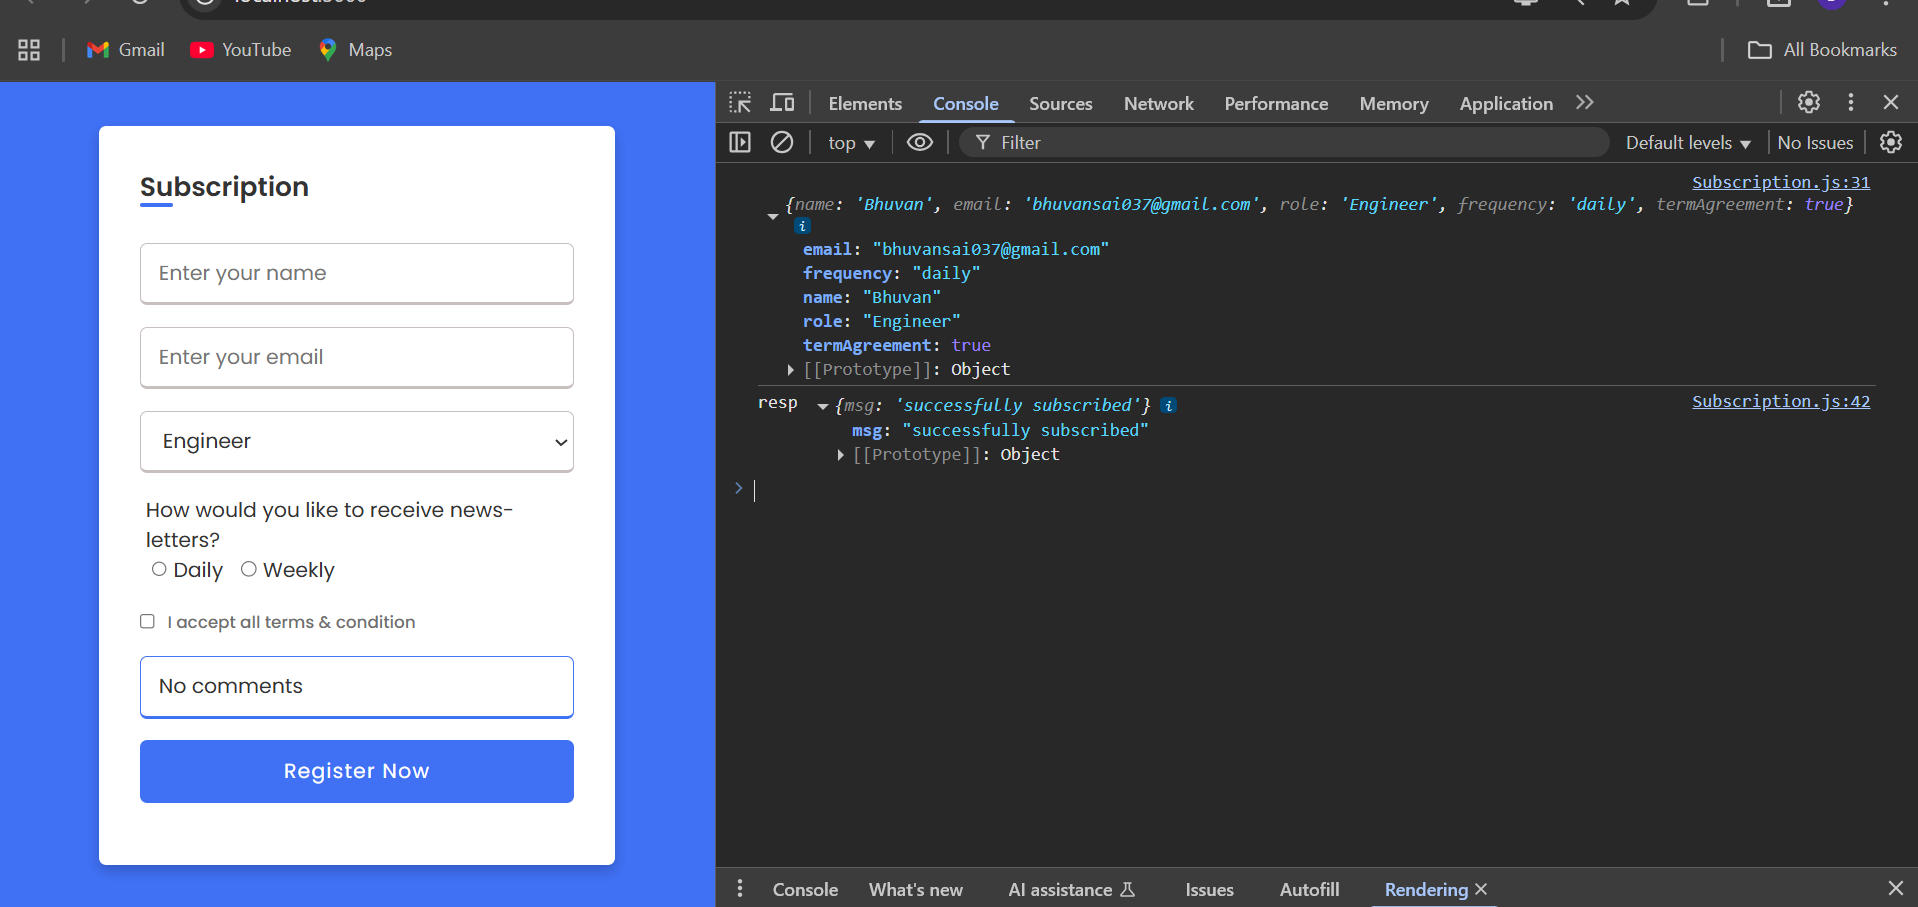 Gmail YouTube Maps All Bookmarks
Subscription
Enter your name
Enter your email
Engineer
How would you like to receive news-
letters?
Daily Weekly
I accept all terms & condition
No comments
Register Now
Elements Console Sources Network Performance Memory Application
top Filter Default levels No Issues
Subscription.js:31
{name: 'Bhuvan', email: 'bhuvansai037@gmail.com', role: 'Engineer', frequency: 'daily', termAgreement: true}
email: "bhuvansai037@gmail.com"
frequency: "daily"
name: "Bhuvan"
role: "Engineer"
termAgreement: true
[[Prototype]]: Object
resp {msg: 'successfully subscribed'} Subscription.js:42
msg: "successfully subscribed"
[[Prototype]]: Object
Console What's new AI assistance Issues Autofill Rendering